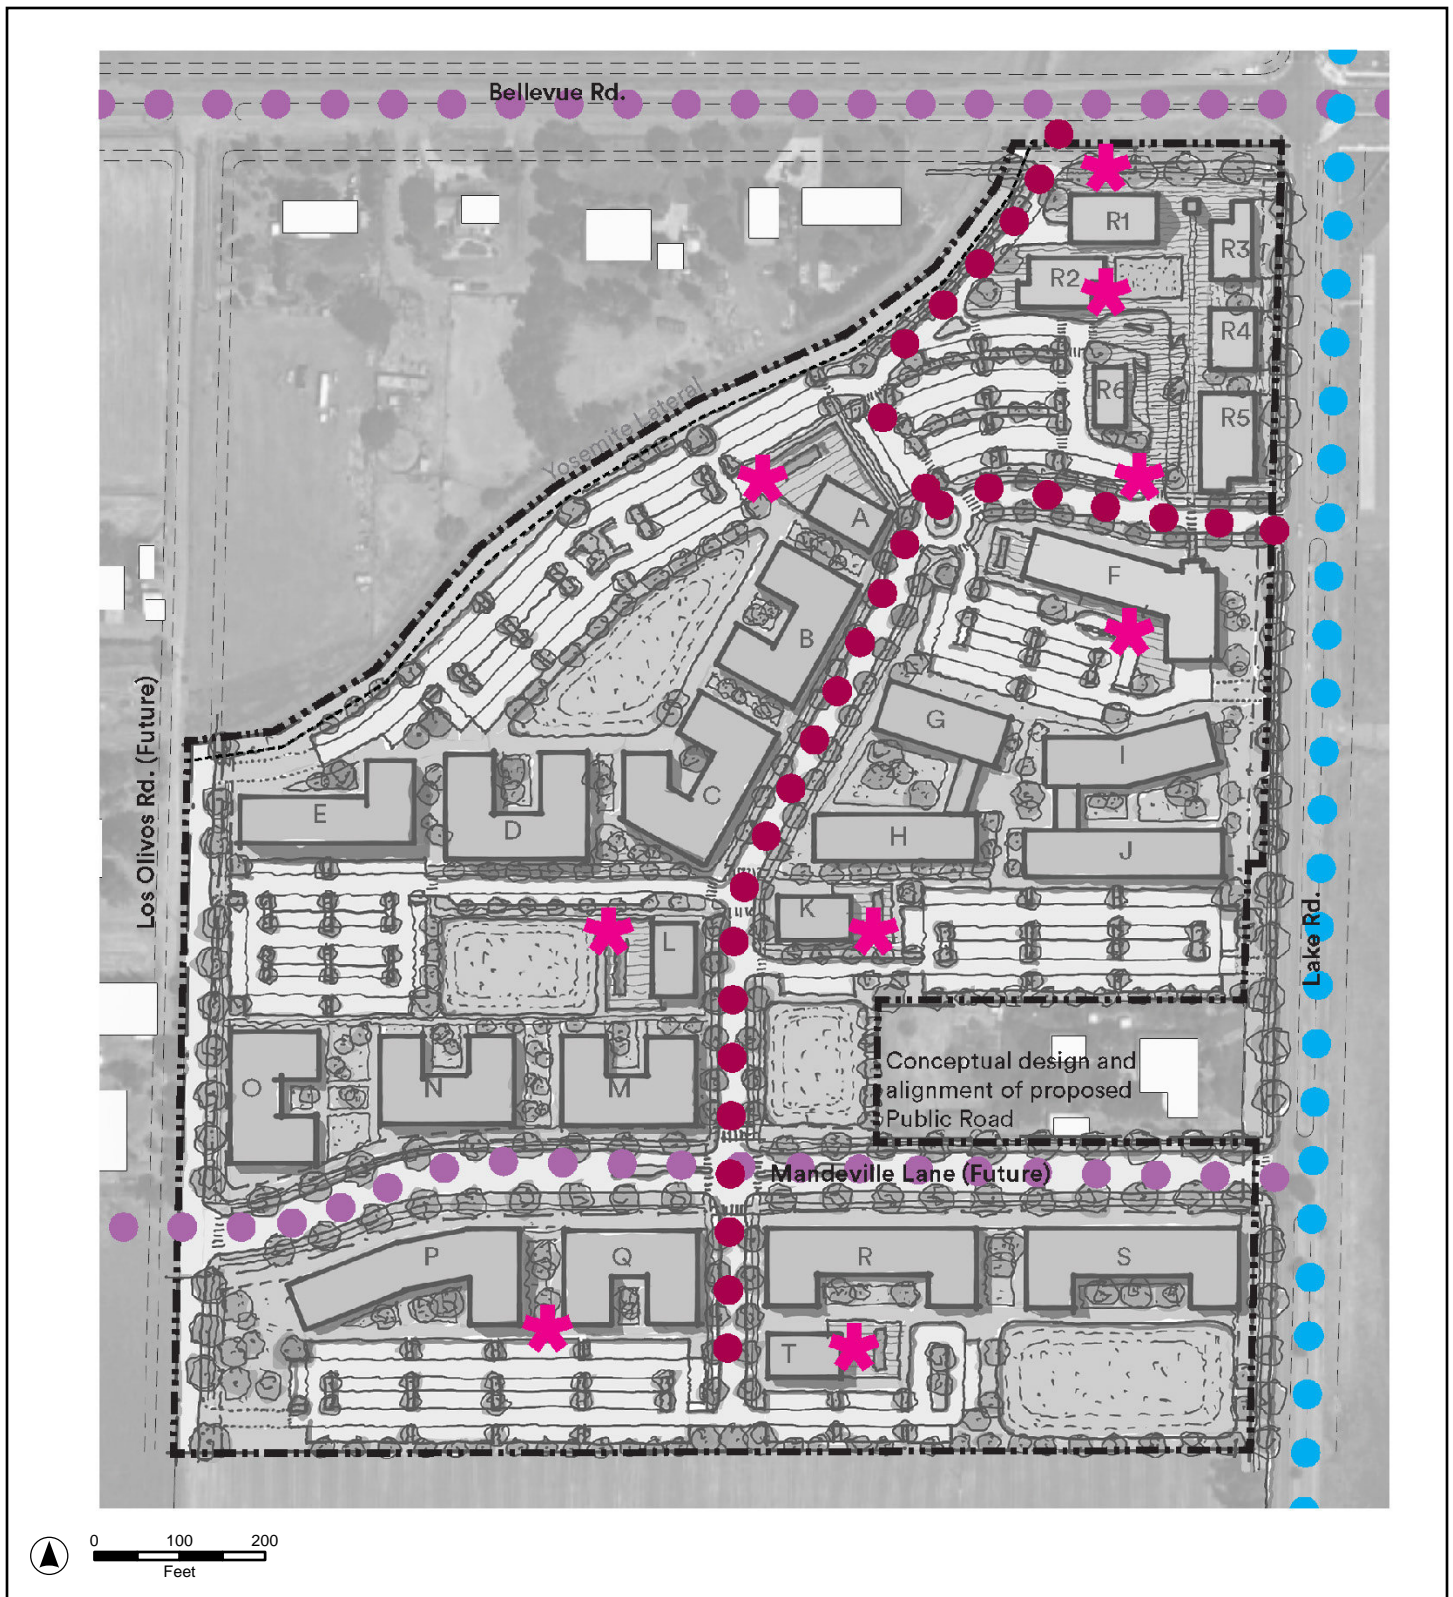 Bellevue Rd.
R1
R3
R2
R4
R6
R5
Yosemite Lateral
A
F
B
G
I
C
E
D
H
J
Los Olivos Rd. (Future)
K
L
Lake Rd.
Conceptual design and
alignment of proposed
Public Road
O
N
M
Mandeville Lane (Future)
P
Q
R
S
T
0 100 200
Feet